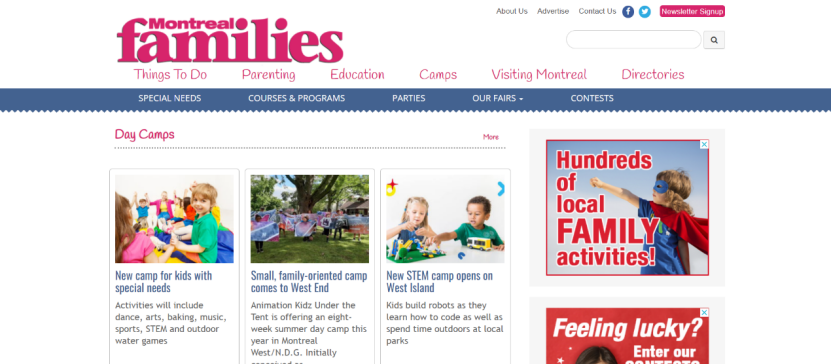 About Us Advertise Contact Us Newsletter Signup
Montreal
families
Things To Do Parenting Education Camps Visiting Montreal Directories
SPECIAL NEEDS COURSES & PROGRAMS PARTIES OUR FAIRS CONTESTS
Day Camps More
New camp for kids with
special needs
Activities will include
dance, arts, baking, music,
sports, STEM and outdoor
water games
Small, family-oriented camp
comes to West End
Animation Kidz Under the
Tent is offering an eight-
week summer day camp this
year in Montreal
West/N.D.G. Initially
New STEM camp opens on
West Island
Kids build robots as they
learn how to code as well as
spend time outdoors at local
parks
Hundreds
of
local
FAMILY
activities!
Feeling lucky?
Enter our
CONTESTS